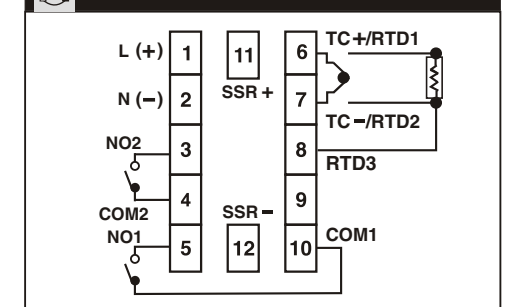 L (+) 1 11 6 TC+/RTD1
N (−) 2 SSR + 7
TC −/RTD2
NO2 3 8 RTD3
4 9
COM2 SSR −
NO1 5 12 10 COM1